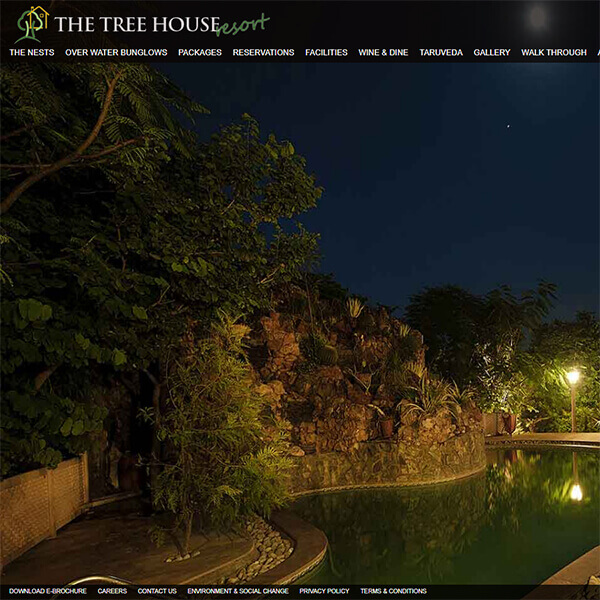 THE TREE HOUSE resort
THE NESTS OVER WATER BUNGLOWS PACKAGES RESERVATIONS FACILITIES WINE & DINE TARUVEDA GALLERY WALK THROUGH A
DOWNLOAD E-BROCHURE CAREERS CONTACT US ENVIRONMENT & SOCIAL CHANGE PRIVACY POLICY TERMS & CONDITIONS